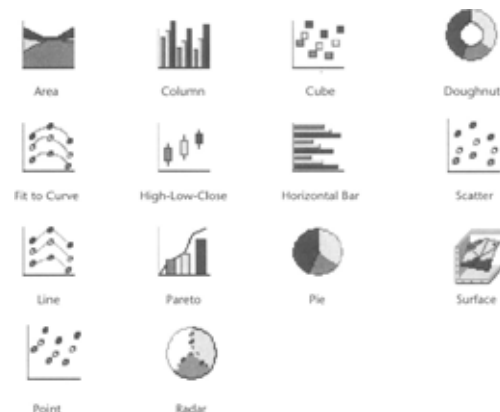 Area Column Cube Doughnut
Fit to Curve High-Low-Close Horizontal Bar Scatter
Line Pareto Pie Surface
Point Radar